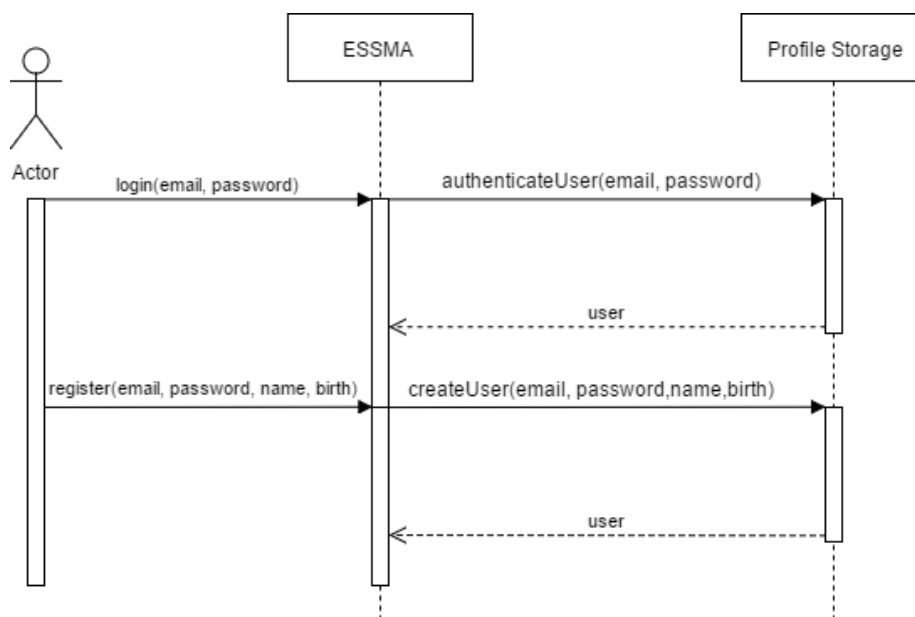 ESSMA
Profile Storage
Actor
login(email, password)
authenticateUser(email, password)
user
register(email, password, name, birth)
createUser(email, password,name,birth)
user